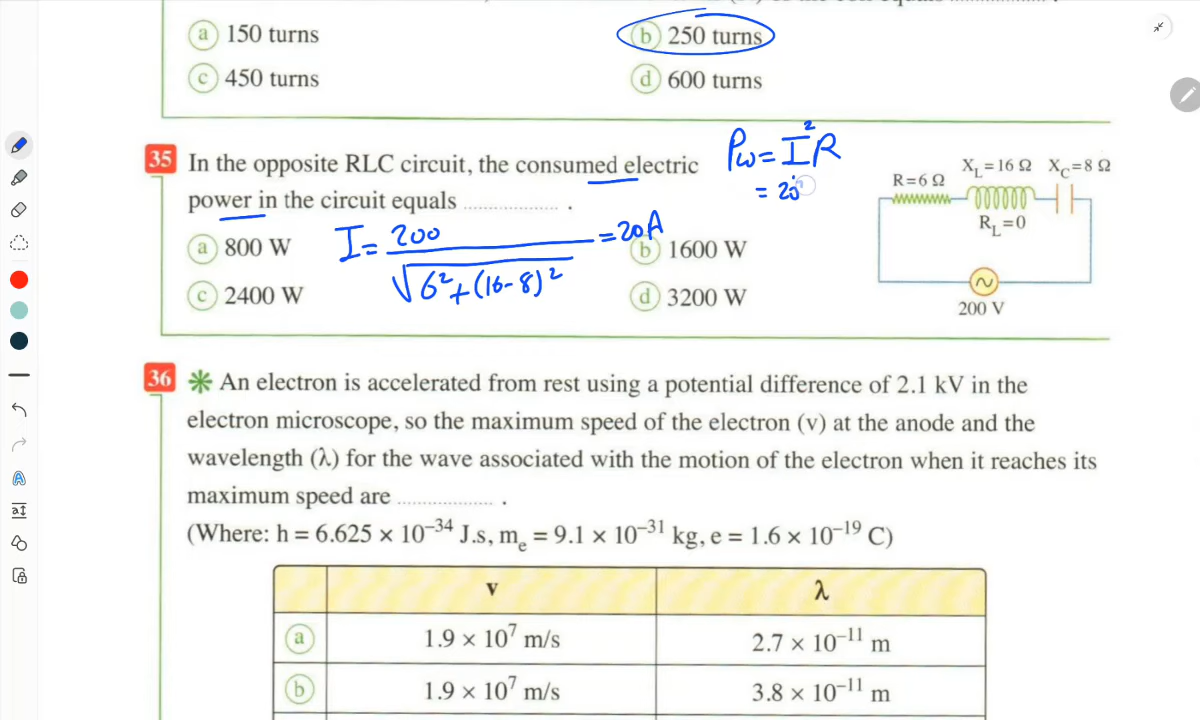 a 150 turns
b 250 turns
c 450 turns
d 600 turns
35 In the opposite RLC circuit, the consumed electric
power in the circuit equals .................. .
Pw = I²R
= 20²
I = 200 / √6² + (16-8)² = 20A
a 800 W
b 1600 W
c 2400 W
d 3200 W
R=6 Ω
X_L=16 Ω X_C=8 Ω
R_L=0
200 V
36 An electron is accelerated from rest using a potential difference of 2.1 kV in the
electron microscope, so the maximum speed of the electron (v) at the anode and the
wavelength (λ) for the wave associated with the motion of the electron when it reaches its
maximum speed are .................. .
(Where: h = 6.625 × 10⁻³⁴ J.s, mₑ = 9.1 × 10⁻³¹ kg, e = 1.6 × 10⁻¹⁹ C)
v λ
a 1.9 × 10⁷ m/s 2.7 × 10⁻¹¹ m
b 1.9 × 10⁷ m/s 3.8 × 10⁻¹¹ m